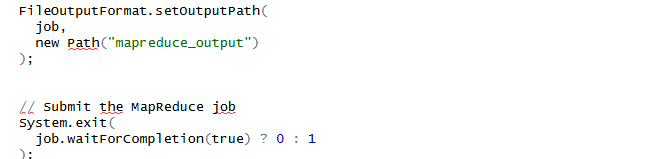 FileOutputFormat.setOutputPath(
  job,
  new Path("mapreduce_output")
);
// Submit the MapReduce job
System.exit(
  job.waitForCompletion(true) ? 0 : 1
);